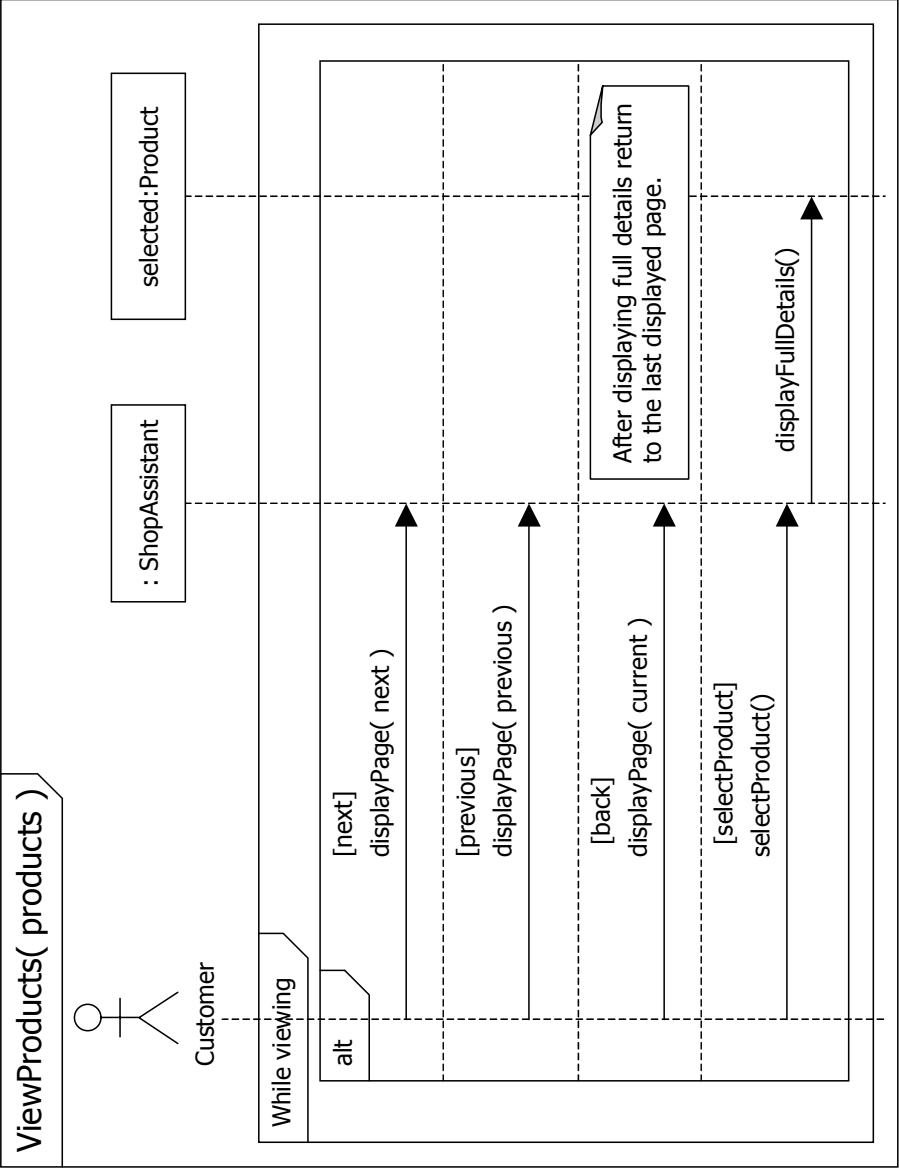 ViewProducts( products )
Customer
: ShopAssistant
selected:Product
While viewing
alt
[next]
displayPage( next )
[previous]
displayPage( previous )
[back]
displayPage( current )
After displaying full details return
to the last displayed page.
[selectProduct]
selectProduct()
displayFullDetails()